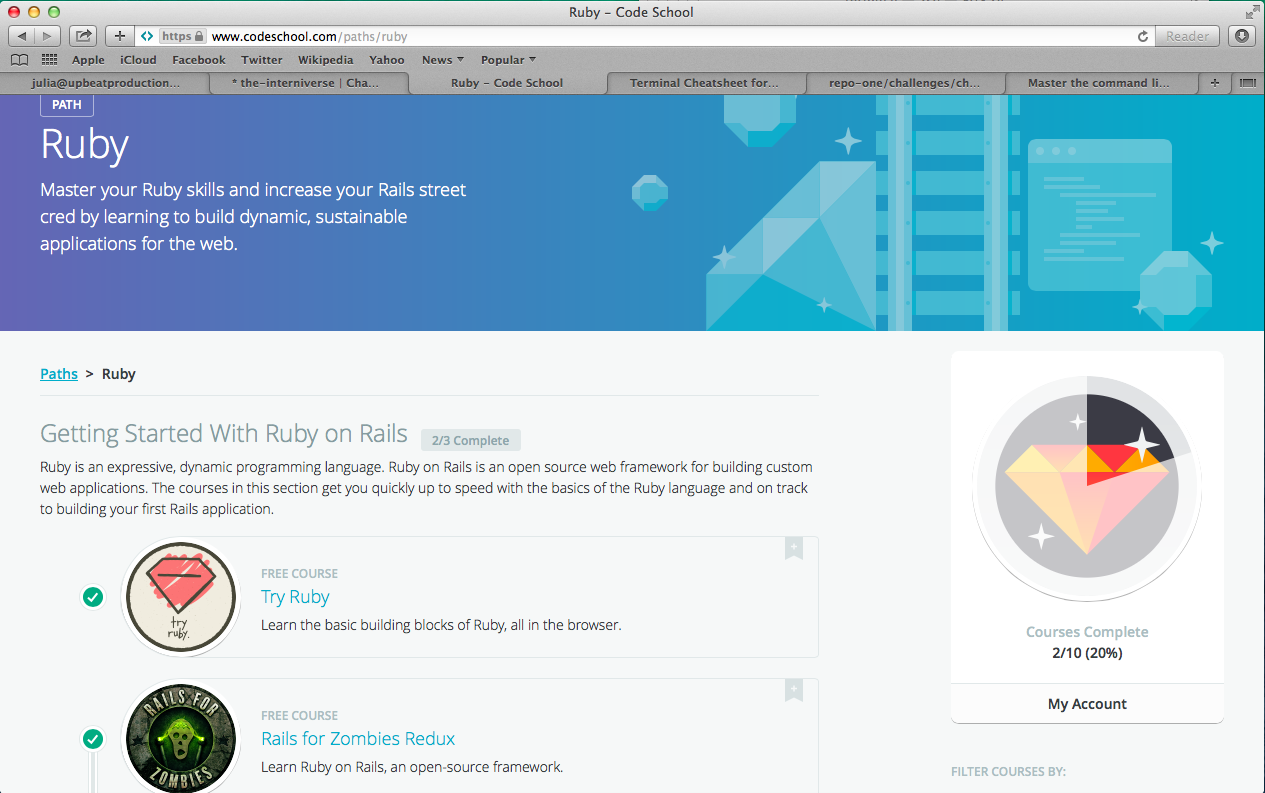 Ruby – Code School
https www.codeschool.com/paths/ruby Reader
Apple iCloud Facebook Twitter Wikipedia Yahoo News Popular
julia@upbeatproduction... * the-interniverse | Cha... Ruby – Code School Terminal Cheatsheet for... repo-one/challenges/ch... Master the command li...
PATH
Ruby
Master your Ruby skills and increase your Rails street
cred by learning to build dynamic, sustainable
applications for the web.
Paths > Ruby
Getting Started With Ruby on Rails 2/3 Complete
Ruby is an expressive, dynamic programming language. Ruby on Rails is an open source web framework for building custom
web applications. The courses in this section get you quickly up to speed with the basics of the Ruby language and on track
to building your first Rails application.
try
ruby.
FREE COURSE
Try Ruby
Learn the basic building blocks of Ruby, all in the browser.
RAILS FOR
ZOMBIES
FREE COURSE
Rails for Zombies Redux
Learn Ruby on Rails, an open-source framework.
Courses Complete
2/10 (20%)
My Account
FILTER COURSES BY: